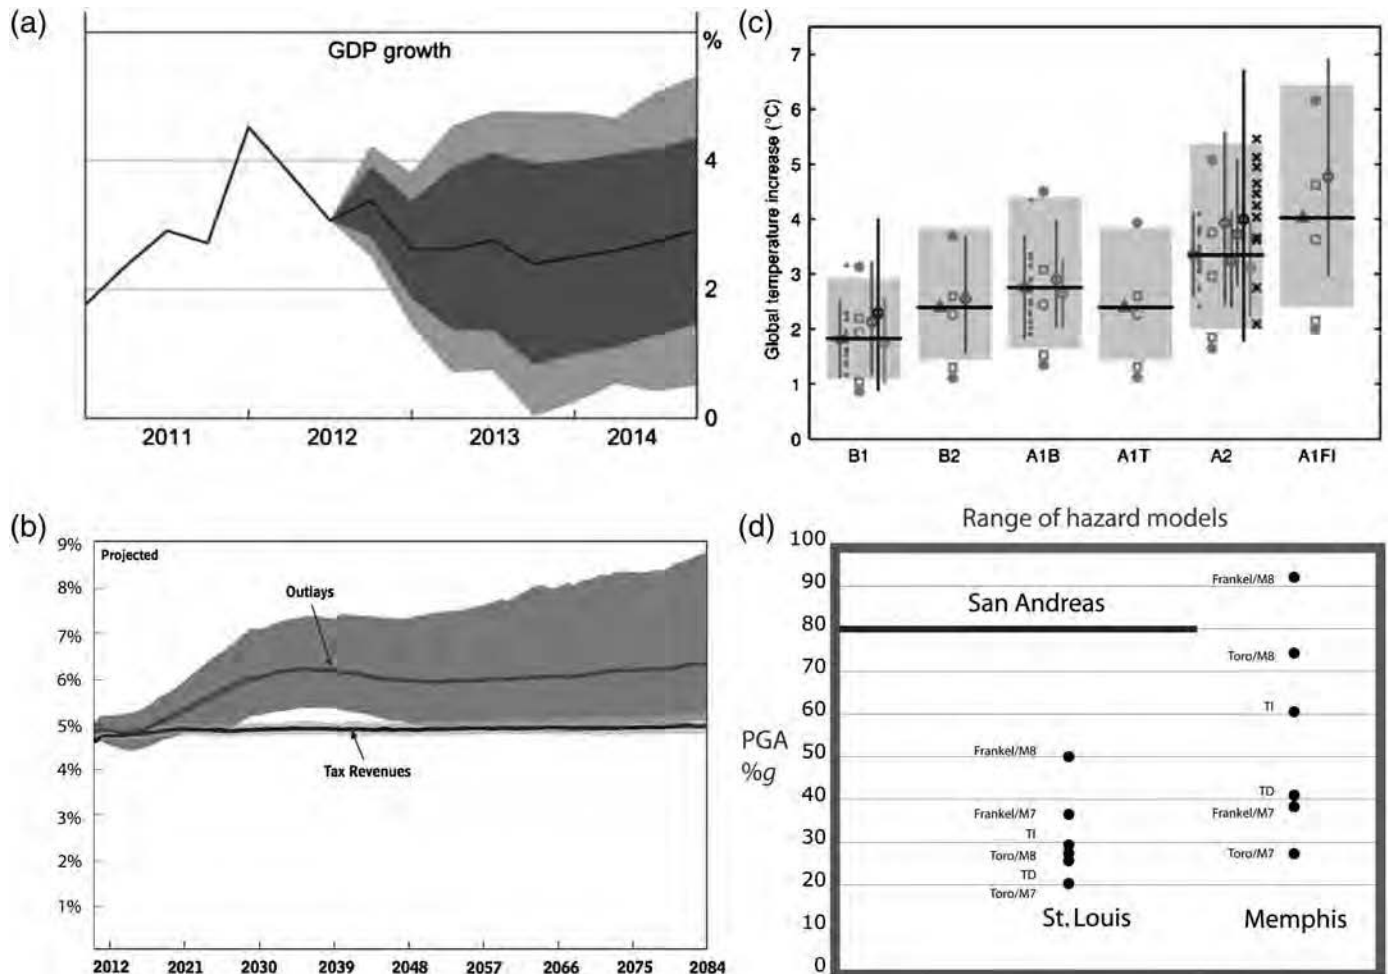 (a)
GDP growth
%
4
2
0
2011 2012 2013 2014
(c)
Global temperature increase (°C)
7
6
5
4
3
2
1
0
B1 B2 A1B A1T A2 A1FI
(b)
9%
8%
7%
6%
5%
4%
3%
2%
1%
Projected
Outlays
Tax Revenues
2012 2021 2030 2039 2048 2057 2066 2075 2084
(d)
Range of hazard models
100
90
80
70
60
50
40
30
20
10
0
PGA
%g
San Andreas
Frankel/M8
Frankel/M7
TI
Toro/M8
TD
Toro/M7
St. Louis
Frankel/M8
Toro/M8
TI
TD
Frankel/M7
Toro/M7
Memphis